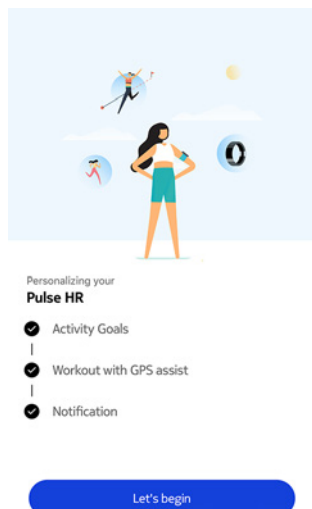 Personalizing your
Pulse HR
Activity Goals
Workout with GPS assist
Notification
Let's begin